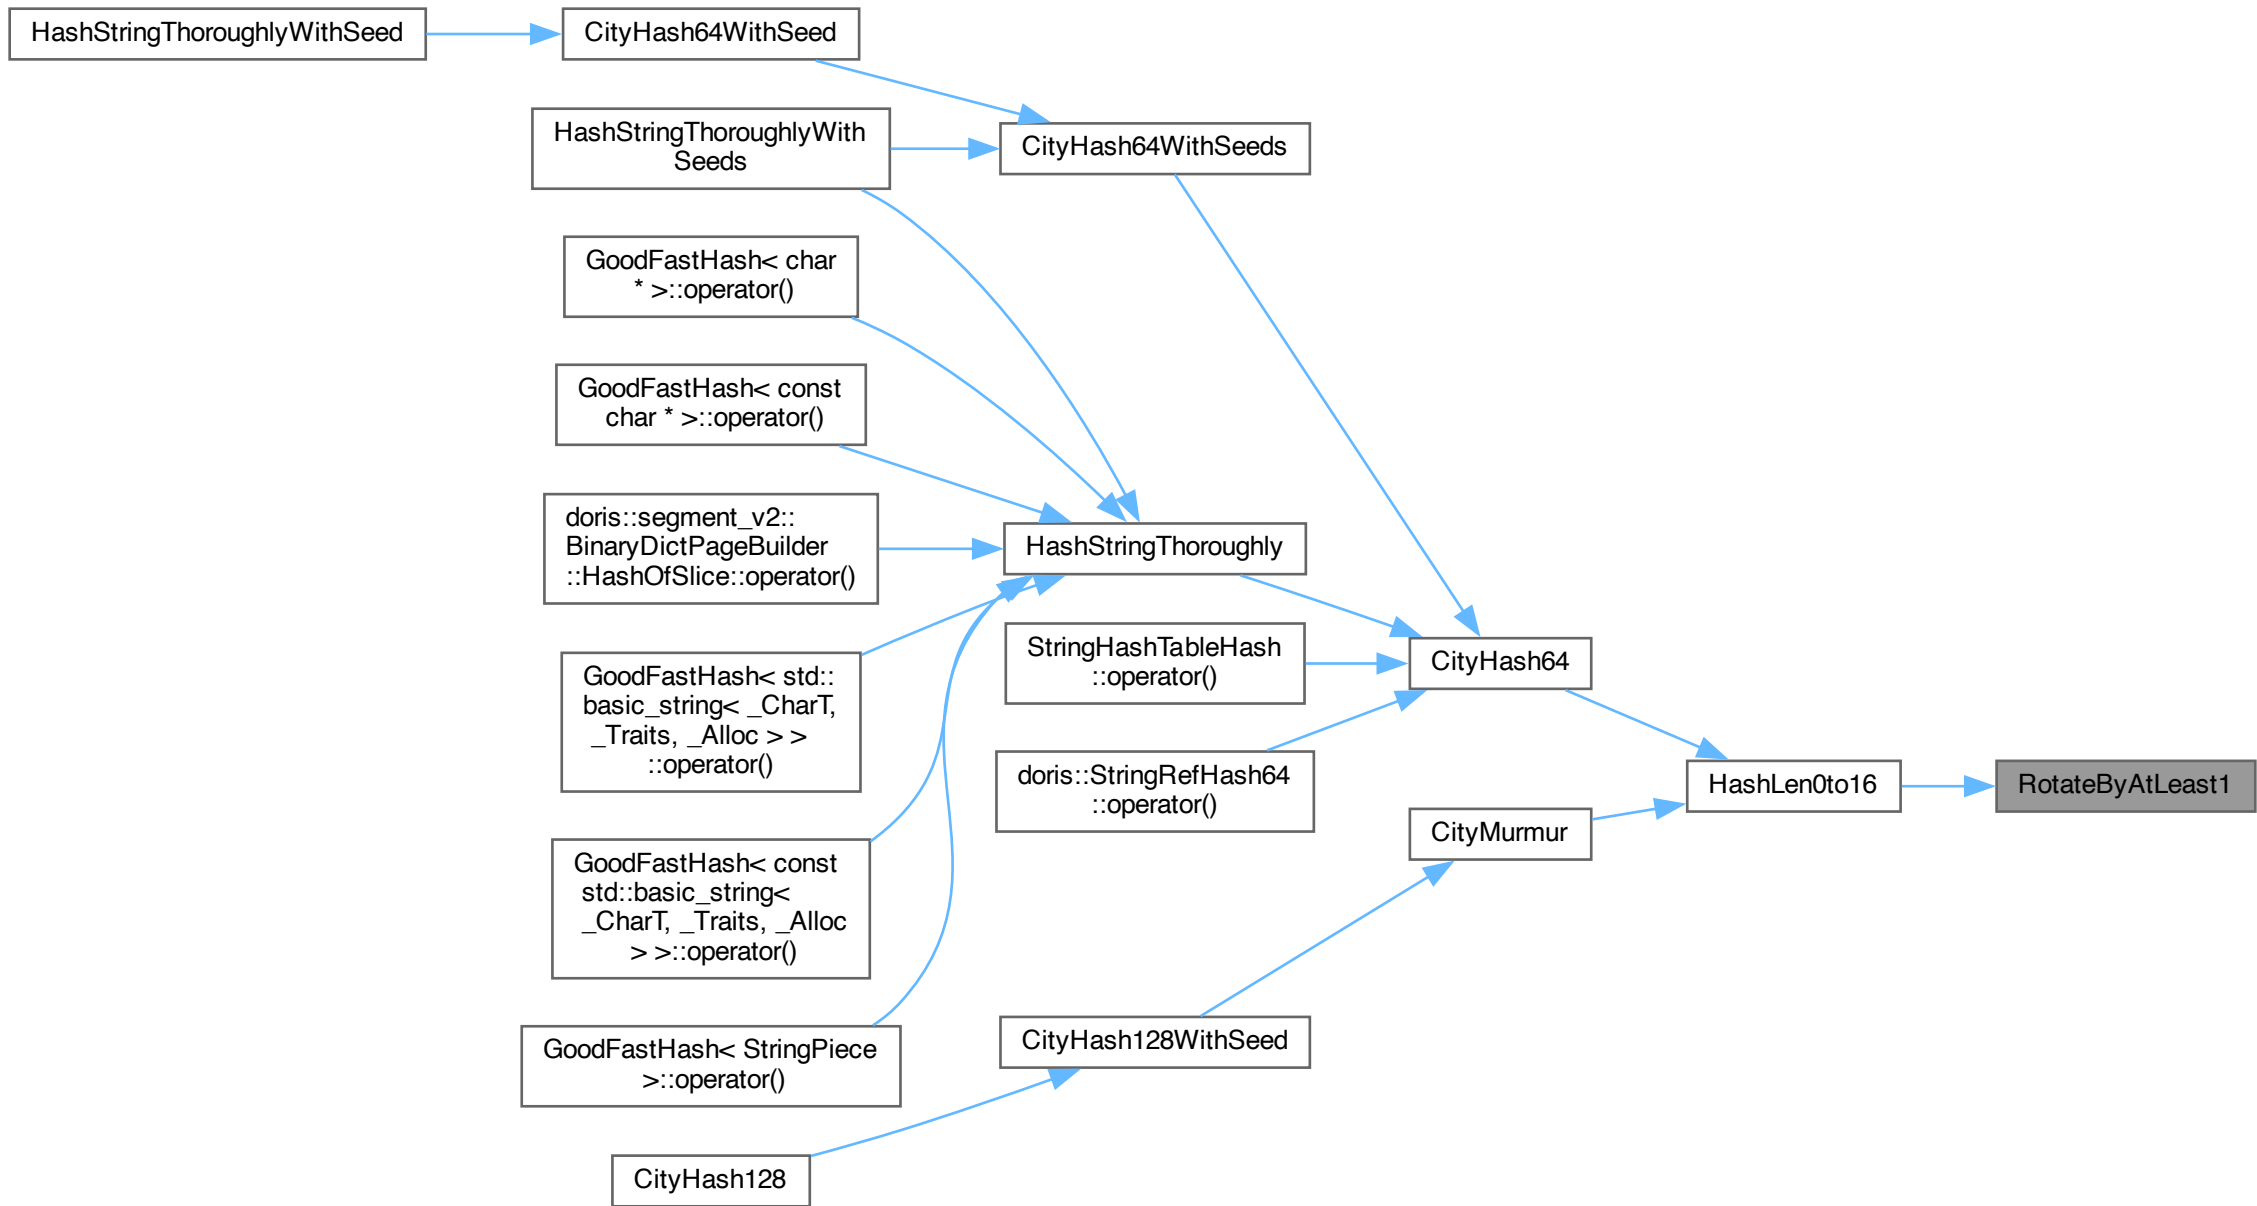 HashStringThoroughlyWithSeed
CityHash64WithSeed
HashStringThoroughlyWith
Seeds
CityHash64WithSeeds
GoodFastHash< char
* >::operator()
GoodFastHash< const
char * >::operator()
doris::segment_v2::
BinaryDictPageBuilder
::HashOfSlice::operator()
HashStringThoroughly
GoodFastHash< std::
basic_string< _CharT,
_Traits, _Alloc > >
::operator()
StringHashTableHash
::operator()
CityHash64
doris::StringRefHash64
::operator()
HashLen0to16
RotateByAtLeast1
CityMurmur
GoodFastHash< const
std::basic_string<
_CharT, _Traits, _Alloc
> >::operator()
GoodFastHash< StringPiece
>::operator()
CityHash128WithSeed
CityHash128